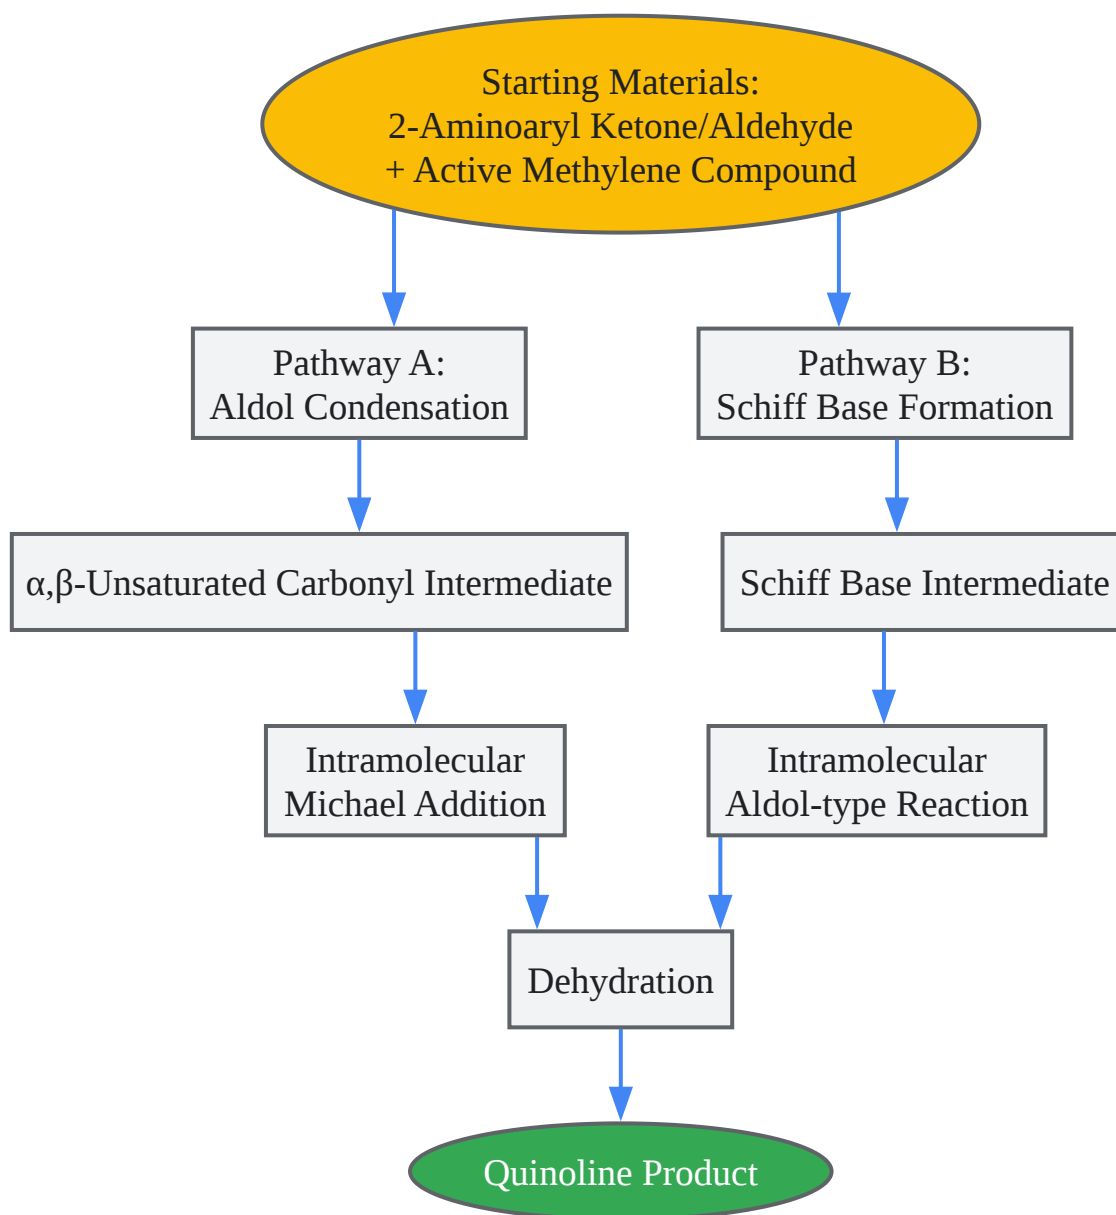 Starting Materials:
2-Aminoaryl Ketone/Aldehyde
+ Active Methylene Compound
Pathway A:
Aldol Condensation
Pathway B:
Schiff Base Formation
α,β-Unsaturated Carbonyl Intermediate
Schiff Base Intermediate
Intramolecular
Michael Addition
Intramolecular
Aldol-type Reaction
Dehydration
Quinoline Product